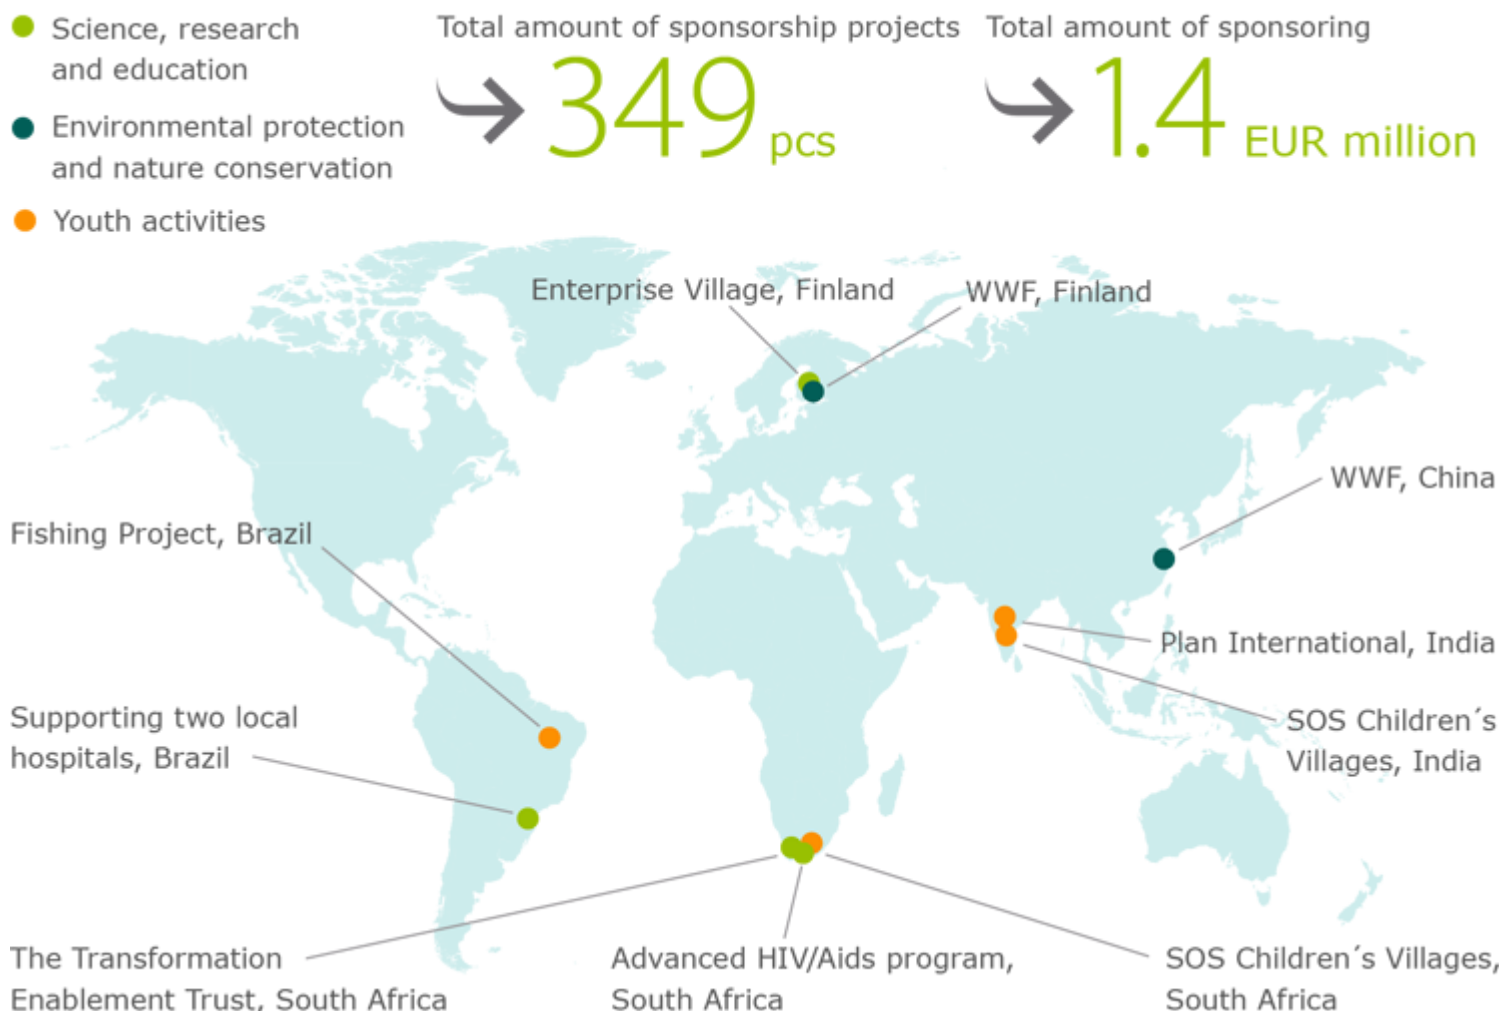 Science, research
and education
Environmental protection
and nature conservation
Youth activities
Total amount of sponsorship projects
349 pcs
Total amount of sponsoring
1.4 EUR million
Enterprise Village, Finland
WWF, Finland
WWF, China
Fishing Project, Brazil
Plan International, India
Supporting two local
hospitals, Brazil
SOS Children´s
Villages, India
The Transformation
Enablement Trust, South Africa
Advanced HIV/Aids program,
South Africa
SOS Children´s Villages,
South Africa